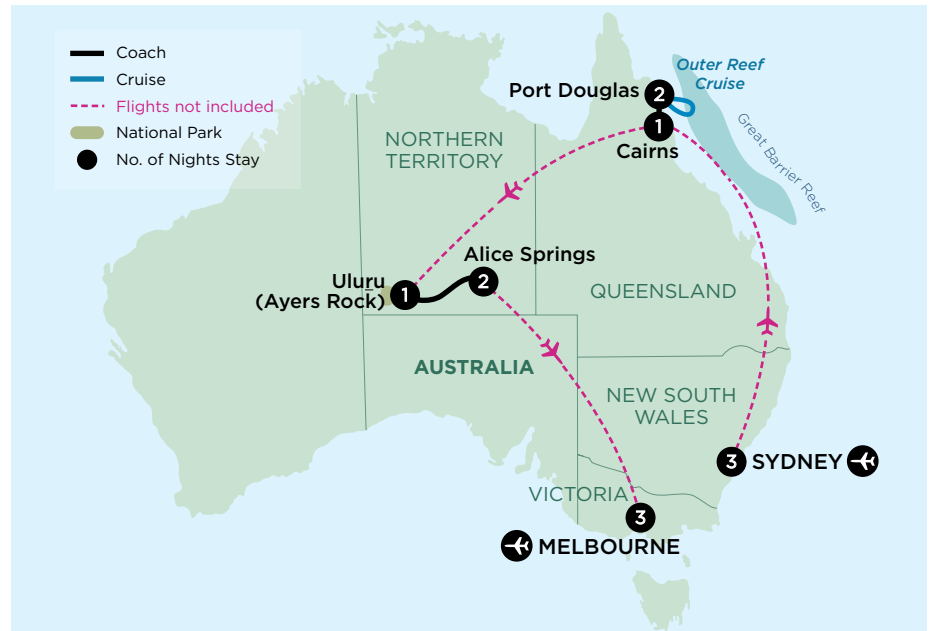 Coach
Cruise
Flights not included
National Park
No. of Nights Stay
Outer Reef
Cruise
Port Douglas
2
1
Cairns
Great Barrier Reef
NORTHERN
TERRITORY
Alice Springs
2
Uluṟu
(Ayers Rock)
1
QUEENSLAND
AUSTRALIA
NEW SOUTH
WALES
3
SYDNEY
VICTORIA
3
MELBOURNE